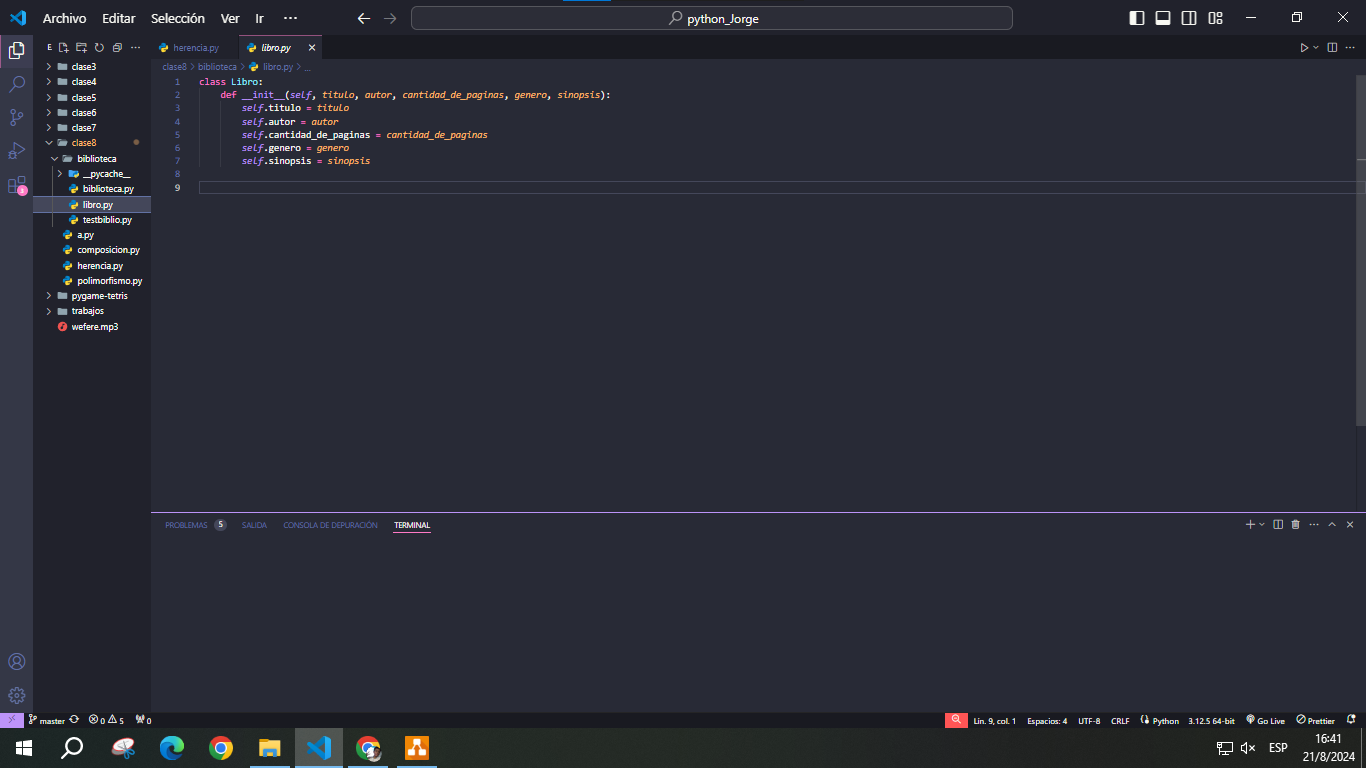 Archivo Editar Selección Ver Ir ···
python_Jorge
E
herencia.py
libro.py
clase8 > biblioteca > libro.py > ...
clase3
clase4
clase5
clase6
clase7
clase8
biblioteca
__pycache__
biblioteca.py
libro.py
testbiblio.py
a.py
composicion.py
herencia.py
polimorfismo.py
pygame-tetris
trabajos
wefere.mp3
1 class Libro:
2 def __init__(self, titulo, autor, cantidad_de_paginas, genero, sinopsis):
3 self.titulo = titulo
4 self.autor = autor
5 self.cantidad_de_paginas = cantidad_de_paginas
6 self.genero = genero
7 self.sinopsis = sinopsis
8
9
3
PROBLEMAS 5 SALIDA CONSOLA DE DEPURACIÓN TERMINAL
master 0 5 0 Lín. 9, col. 1 Espacios: 4 UTF-8 CRLF Python 3.12.5 64-bit Go Live Prettier
ESP 16:41
21/8/2024